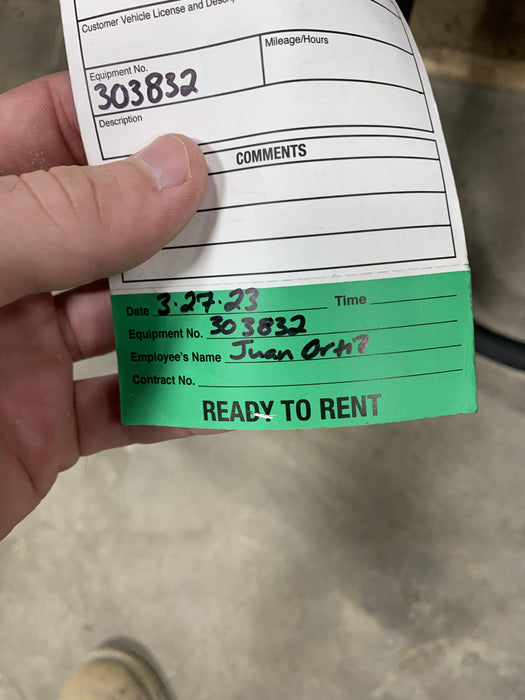 Customer Vehicle License and
Equipment No. Mileage/Hours
303832
Description
COMMENTS
Date 3-27-23 Time
Equipment No. 303832
Employee's Name Juan Ortiz
Contract No.
READY TO RENT